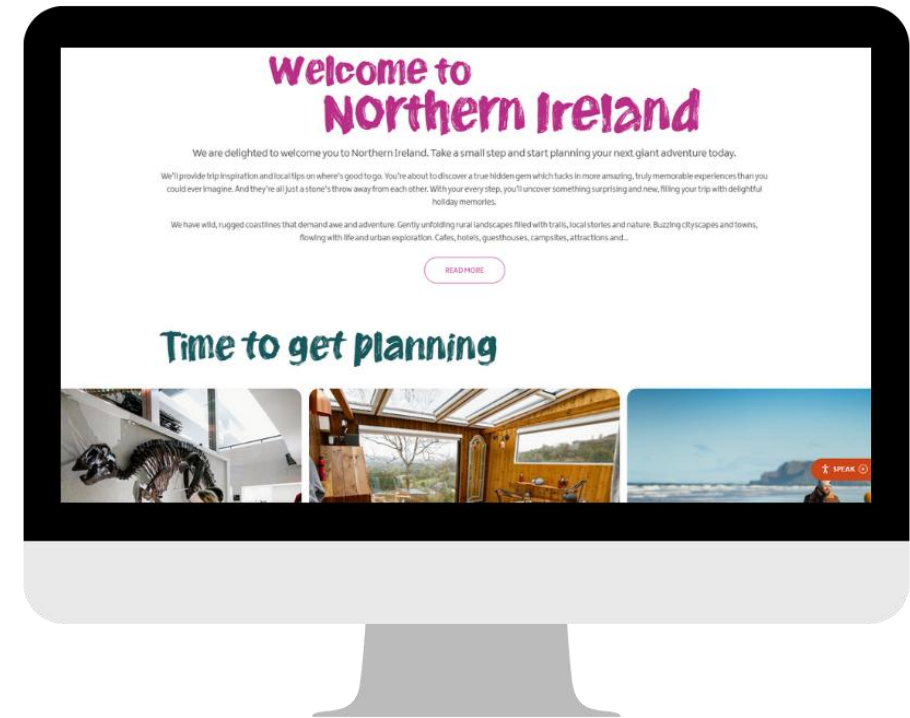 Welcome to
Northern Ireland
We are delighted to welcome you to Northern Ireland. Take a small step and start planning your next giant adventure today.
We'll provide trip inspiration and local tips on where's good to go. You're about to discover a true hidden gem which tucks in more amazing, truly memorable experiences than you
could ever imagine. And they're all just a stone's throw away from each other. With your every step, you'll uncover something surprising and new, filling your trip with delightful
holiday memories.
We have wild, rugged coastlines that demand awe and adventure. Gently unfolding rural landscapes filled with trails, local stories and nature. Buzzing cityscapes and towns,
flowing with life and urban exploration. Cafes, hotels, guesthouses, campsites, attractions and...
READ MORE
Time to get planning
SPEAK